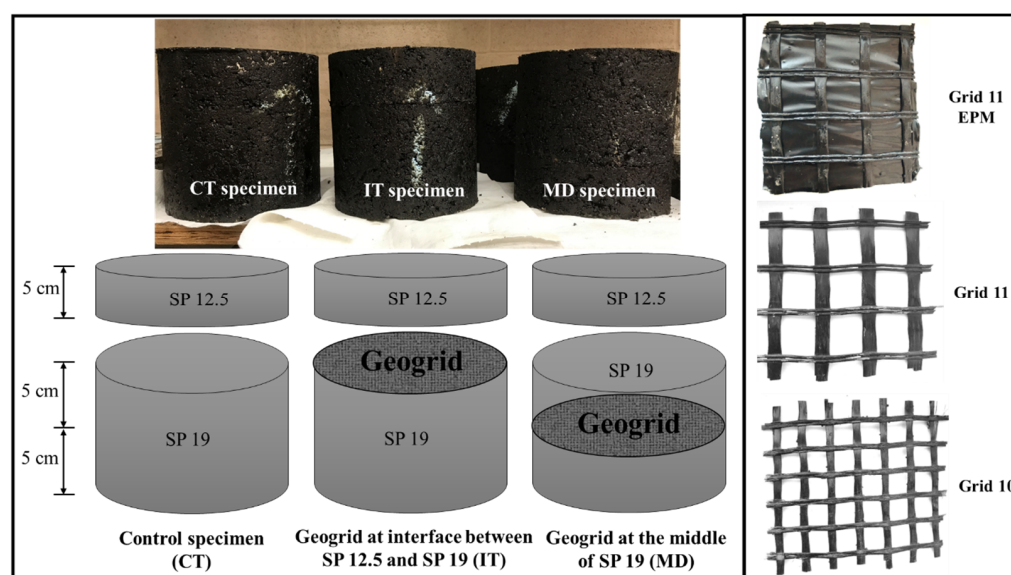 CT specimen
IT specimen
MD specimen
5 cm
SP 12.5
SP 12.5
SP 12.5
5 cm
5 cm
SP 19
Geogrid
SP 19
SP 19
Geogrid
Control specimen
(CT)
Geogrid at interface between
SP 12.5 and SP 19 (IT)
Geogrid at the middle
of SP 19 (MD)
Grid 11
EPM
Grid 11
Grid 10